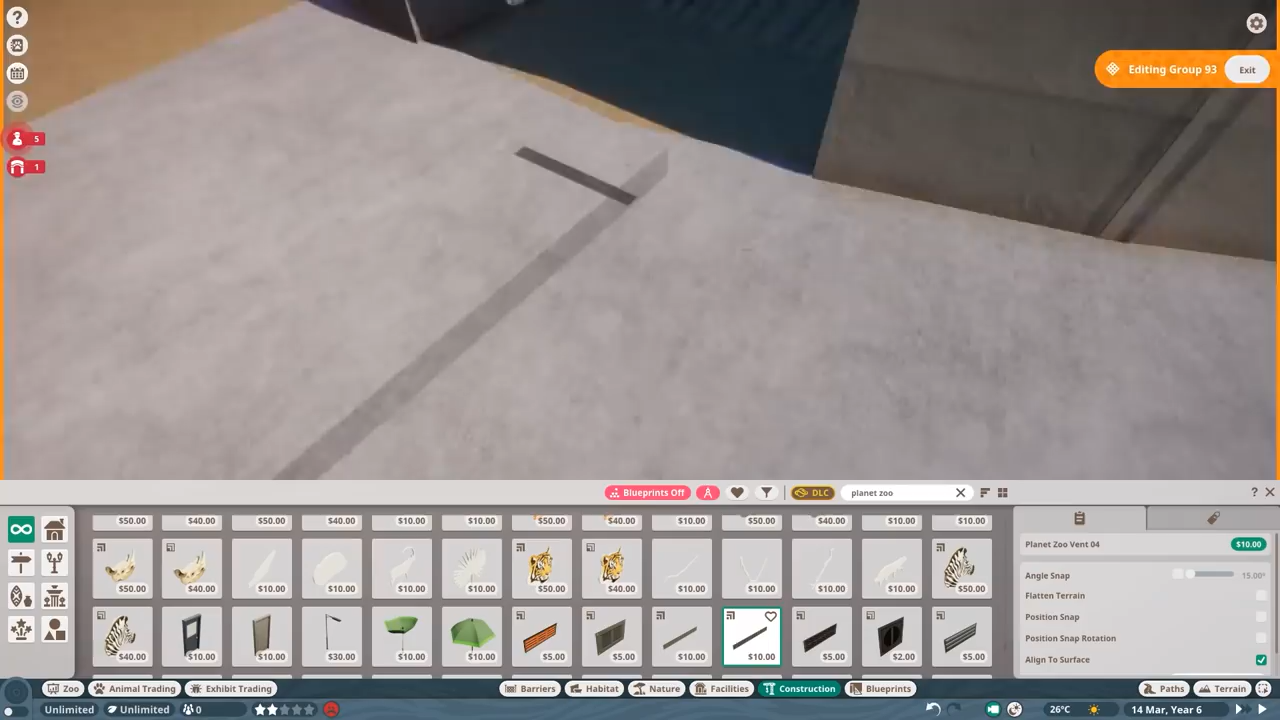 ?
Editing Group 93
Exit
5
1
Blueprints Off
DLC
planet zoo
?
$50.00 $40.00 $50.00 $40.00 $10.00 $10.00 $50.00 $40.00 $10.00 $50.00 $40.00 $10.00 $10.00
$50.00 $40.00 $10.00 $10.00 $10.00 $10.00 $50.00 $40.00 $10.00 $10.00 $10.00 $10.00 $50.00
$40.00 $10.00 $10.00 $30.00 $10.00 $10.00 $5.00 $5.00 $10.00 $10.00 $5.00 $2.00 $5.00
Planet Zoo Vent 04
$10.00
Angle Snap
15.00°
Flatten Terrain
Position Snap
Position Snap Rotation
Align To Surface
Zoo
Animal Trading
Exhibit Trading
Barriers
Habitat
Nature
Facilities
Construction
Blueprints
Paths
Terrain
Unlimited
Unlimited
0
26°C
14 Mar, Year 6